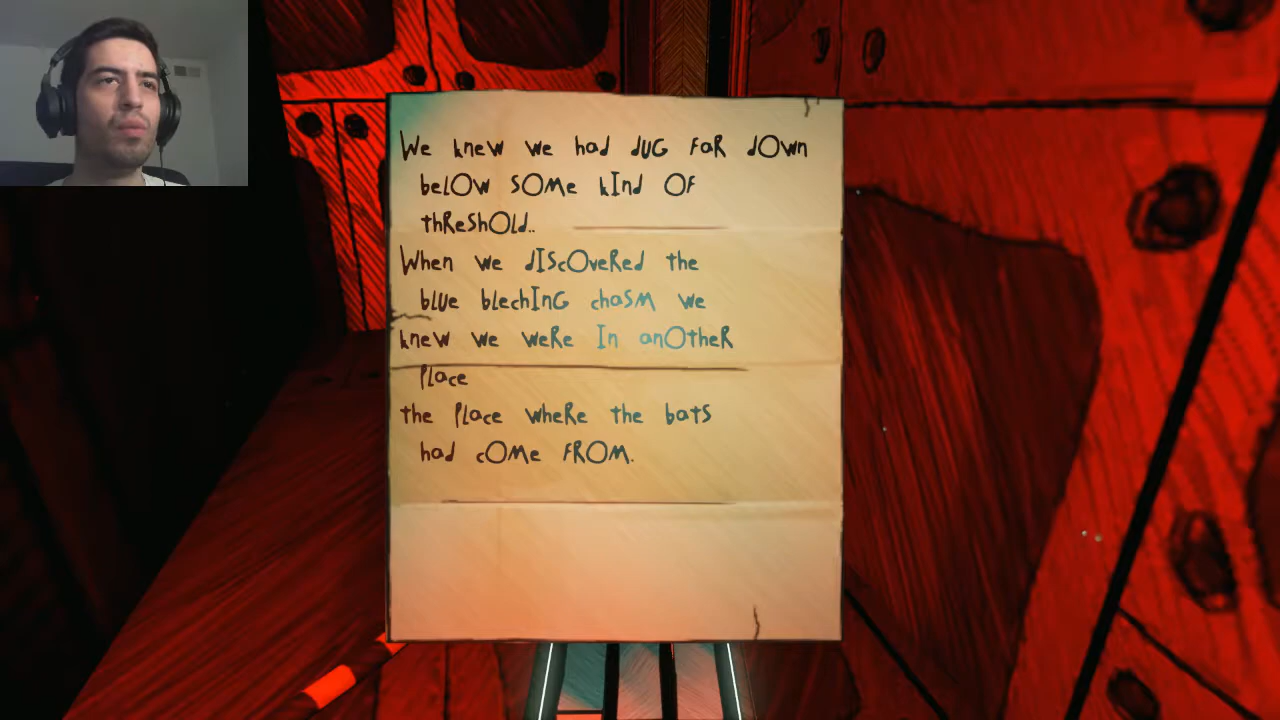 We knew we had dUG FaR dOwn
belOw SOMe kInd OF
thReshOld..
When we dIScOveRed the
blUe blechInG chaSM we
knew we weRe In anOtheR
Place
the Place wheRe the batS
had cOMe FROM.